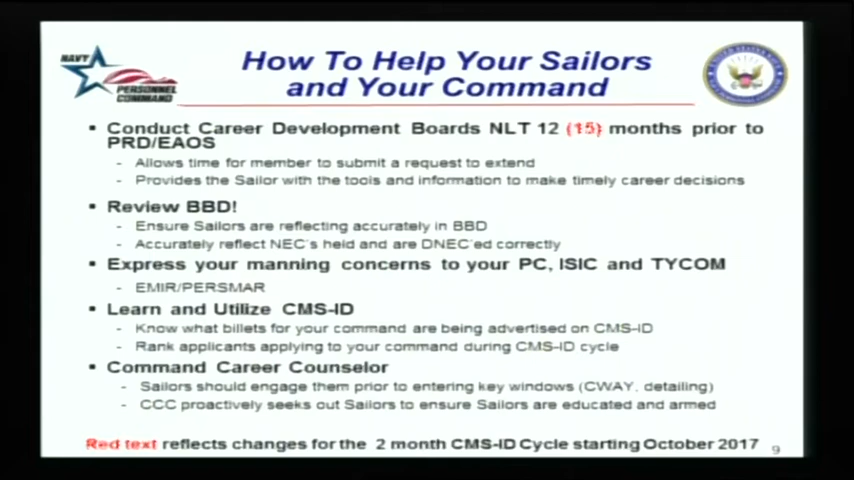 NAVY
PERSONNEL
COMMAND
How To Help Your Sailors
and Your Command
▪ Conduct Career Development Boards NLT 12 (15) months prior to
PRD/EAOS
- Allows time for member to submit a request to extend
- Provides the Sailor with the tools and information to make timely career decisions
▪ Review BBD!
- Ensure Sailors are reflecting accurately in BBD
- Accurately reflect NEC's held and are DNEC'ed correctly
▪ Express your manning concerns to your PC, ISIC and TYCOM
- EMIR/PERSMAR
▪ Learn and Utilize CMS-ID
- Know what billets for your command are being advertised on CMS-ID
- Rank applicants applying to your command during CMS-ID cycle
▪ Command Career Counselor
- Sailors should engage them prior to entering key windows (CWAY, detailing)
- CCC proactively seeks out Sailors to ensure Sailors are educated and armed
Red text reflects changes for the 2 month CMS-ID Cycle starting October 2017
9